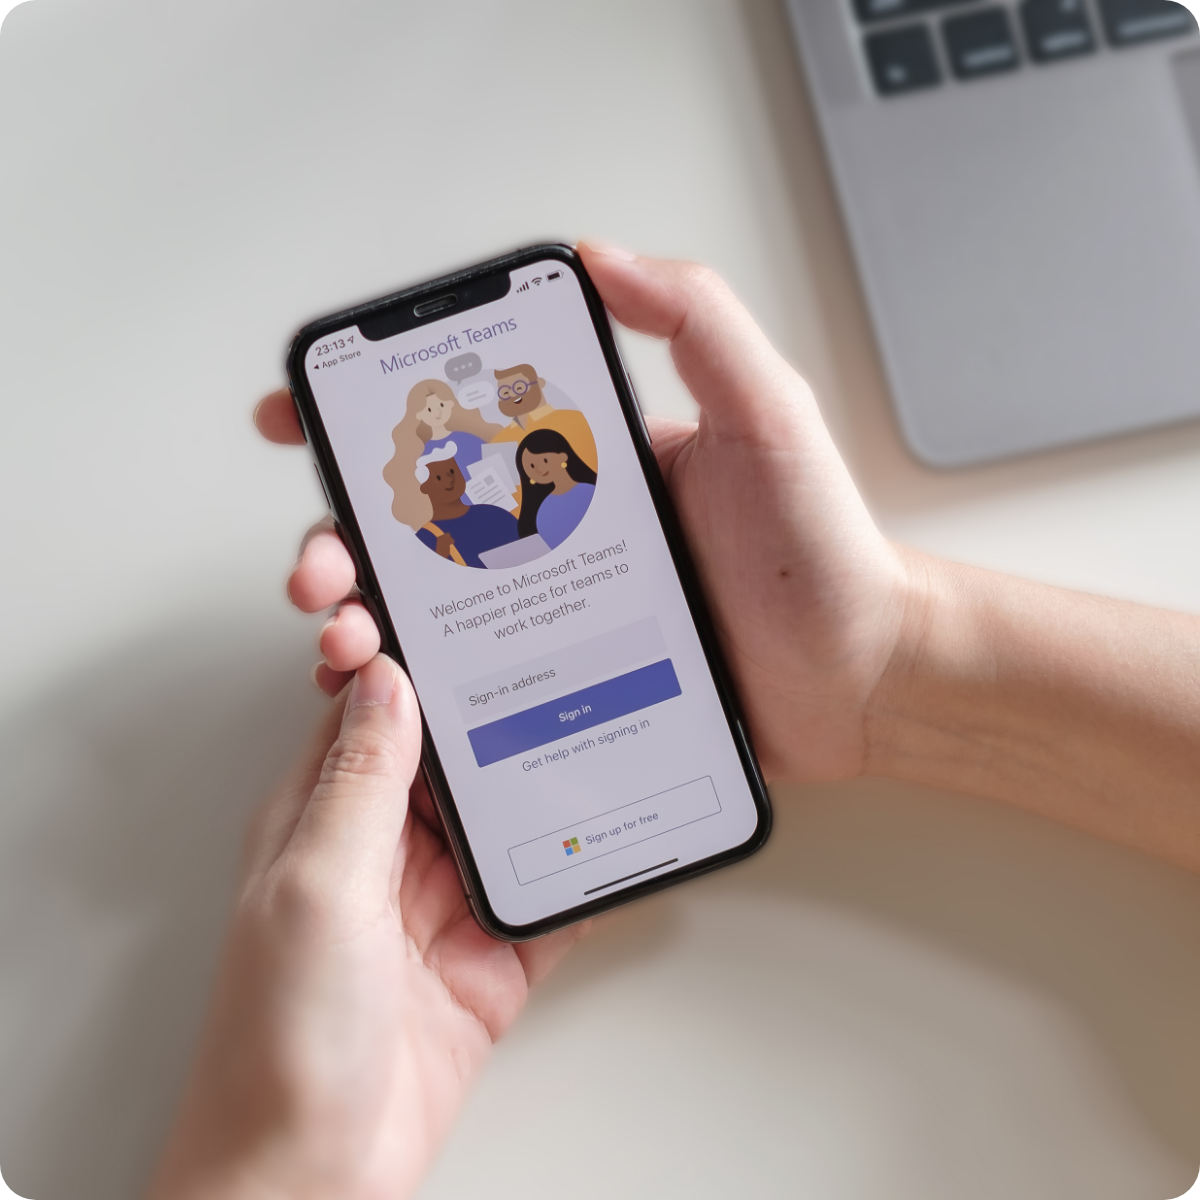 23:13
App Store
Microsoft Teams
Welcome to Microsoft Teams!
A happier place for teams to
work together.
Sign-in address
Sign in
Get help with signing in
Sign up for free